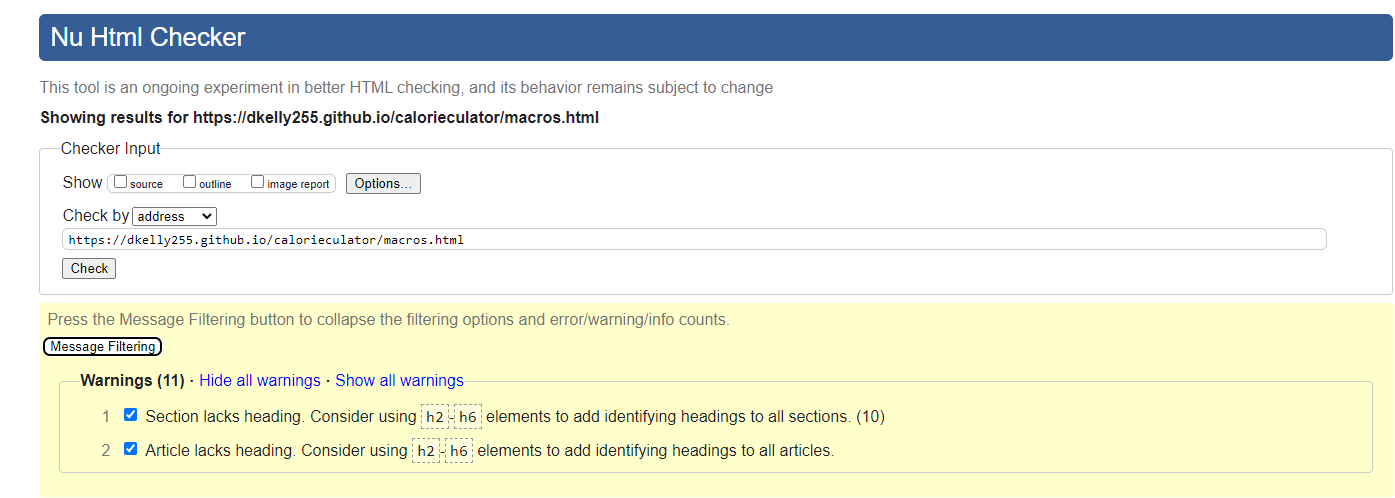 Nu Html Checker
This tool is an ongoing experiment in better HTML checking, and its behavior remains subject to change
Showing results for https://dkelly255.github.io/calorieculator/macros.html
Checker Input
Show source outline image report Options...
Check by address
https://dkelly255.github.io/calorieculator/macros.html
Check
Press the Message Filtering button to collapse the filtering options and error/warning/info counts.
Message Filtering
Warnings (11) · Hide all warnings · Show all warnings
1 Section lacks heading. Consider using h2-h6 elements to add identifying headings to all sections. (10)
2 Article lacks heading. Consider using h2-h6 elements to add identifying headings to all articles.